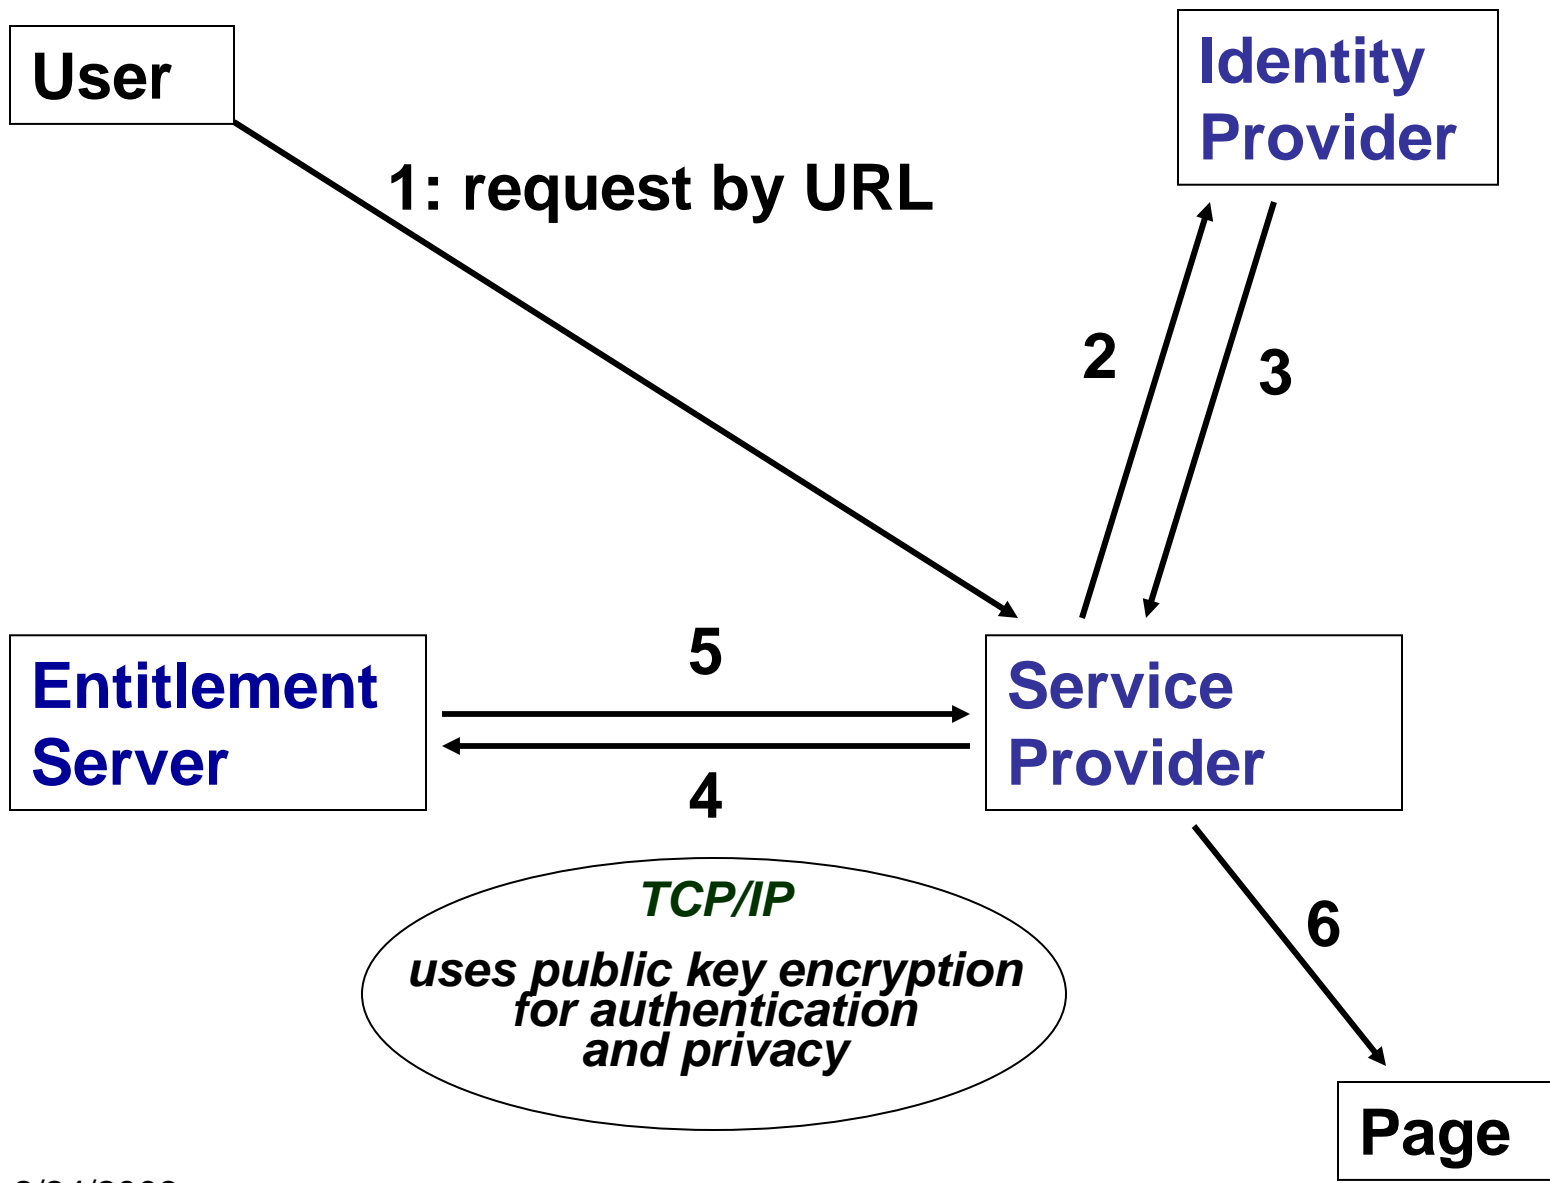 User
Identity
Provider
1: request by URL
2
3
5
Entitlement
Server
Service
Provider
4
TCP/IP
uses public key encryption
for authentication
and privacy
6
Page